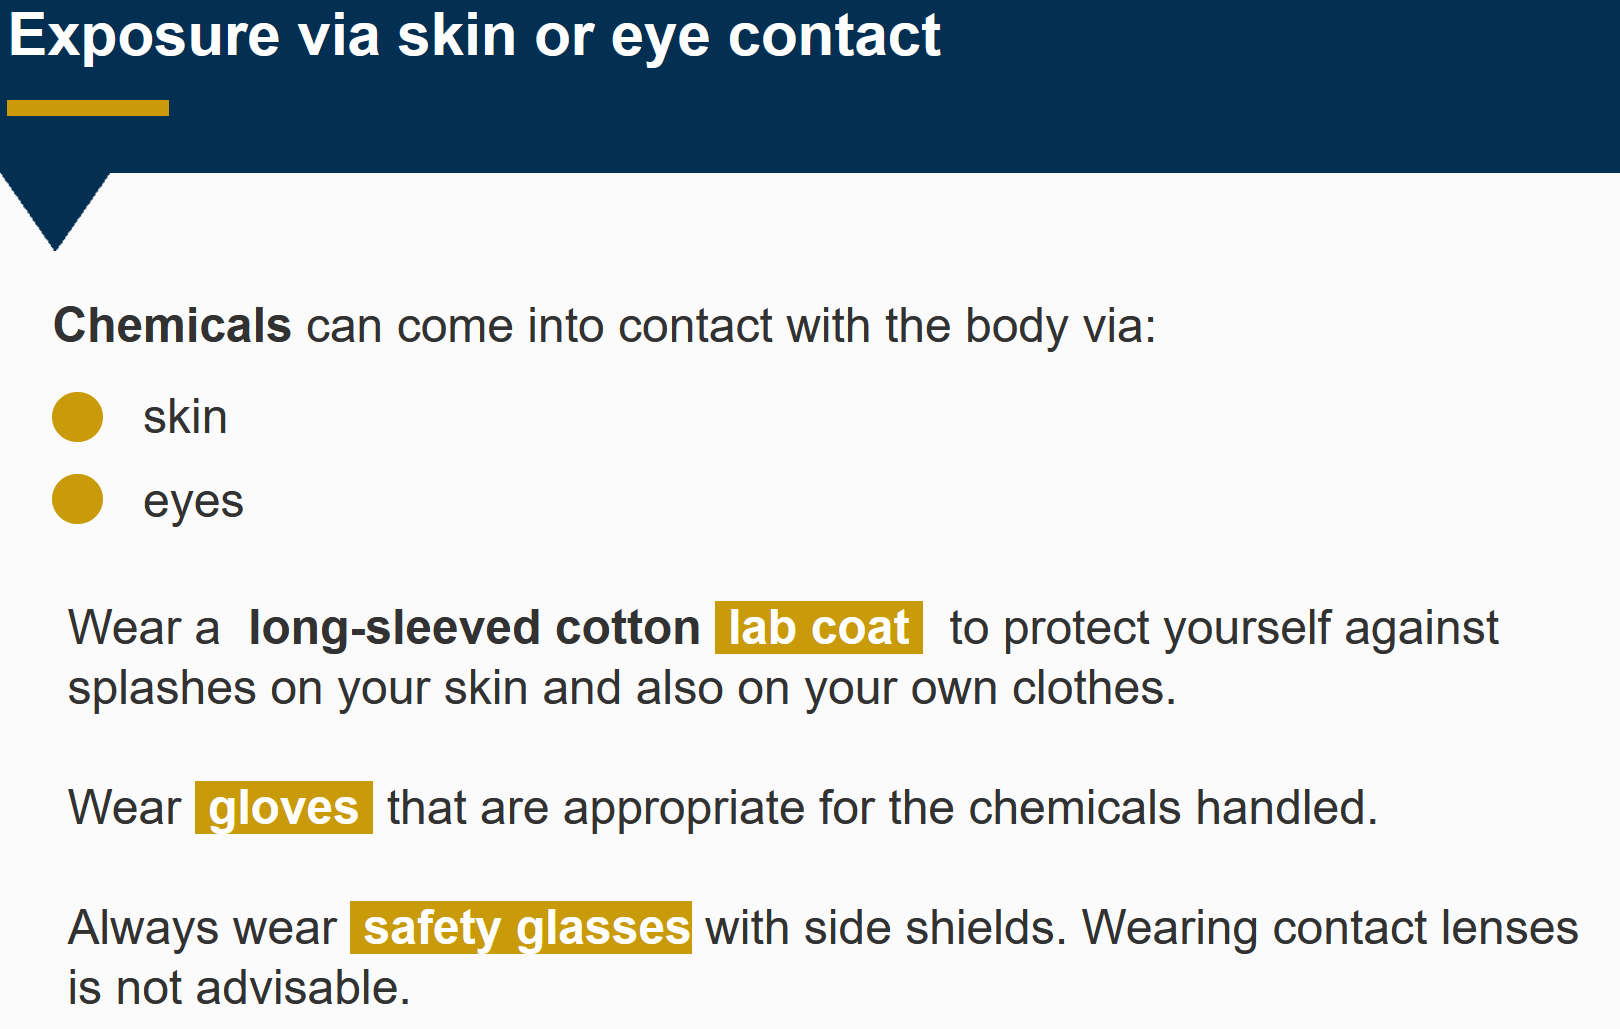 Exposure via skin or eye contact
Chemicals can come into contact with the body via:
skin
eyes
Wear a long-sleeved cotton lab coat to protect yourself against
splashes on your skin and also on your own clothes.
Wear gloves that are appropriate for the chemicals handled.
Always wear safety glasses with side shields. Wearing contact lenses
is not advisable.